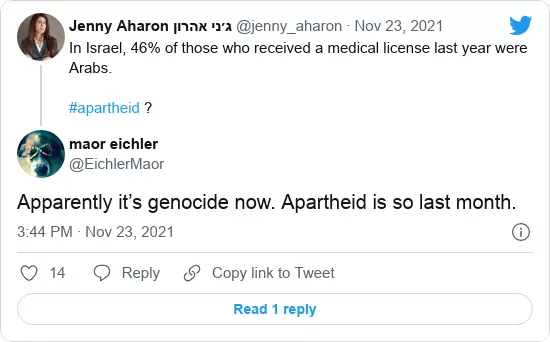 Jenny Aharon ג׳ני אהרון @jenny_aharon · Nov 23, 2021
In Israel, 46% of those who received a medical license last year were
Arabs.
#apartheid ?
maor eichler
@EichlerMaor
Apparently it’s genocide now. Apartheid is so last month.
3:44 PM · Nov 23, 2021
14 Reply Copy link to Tweet
Read 1 reply